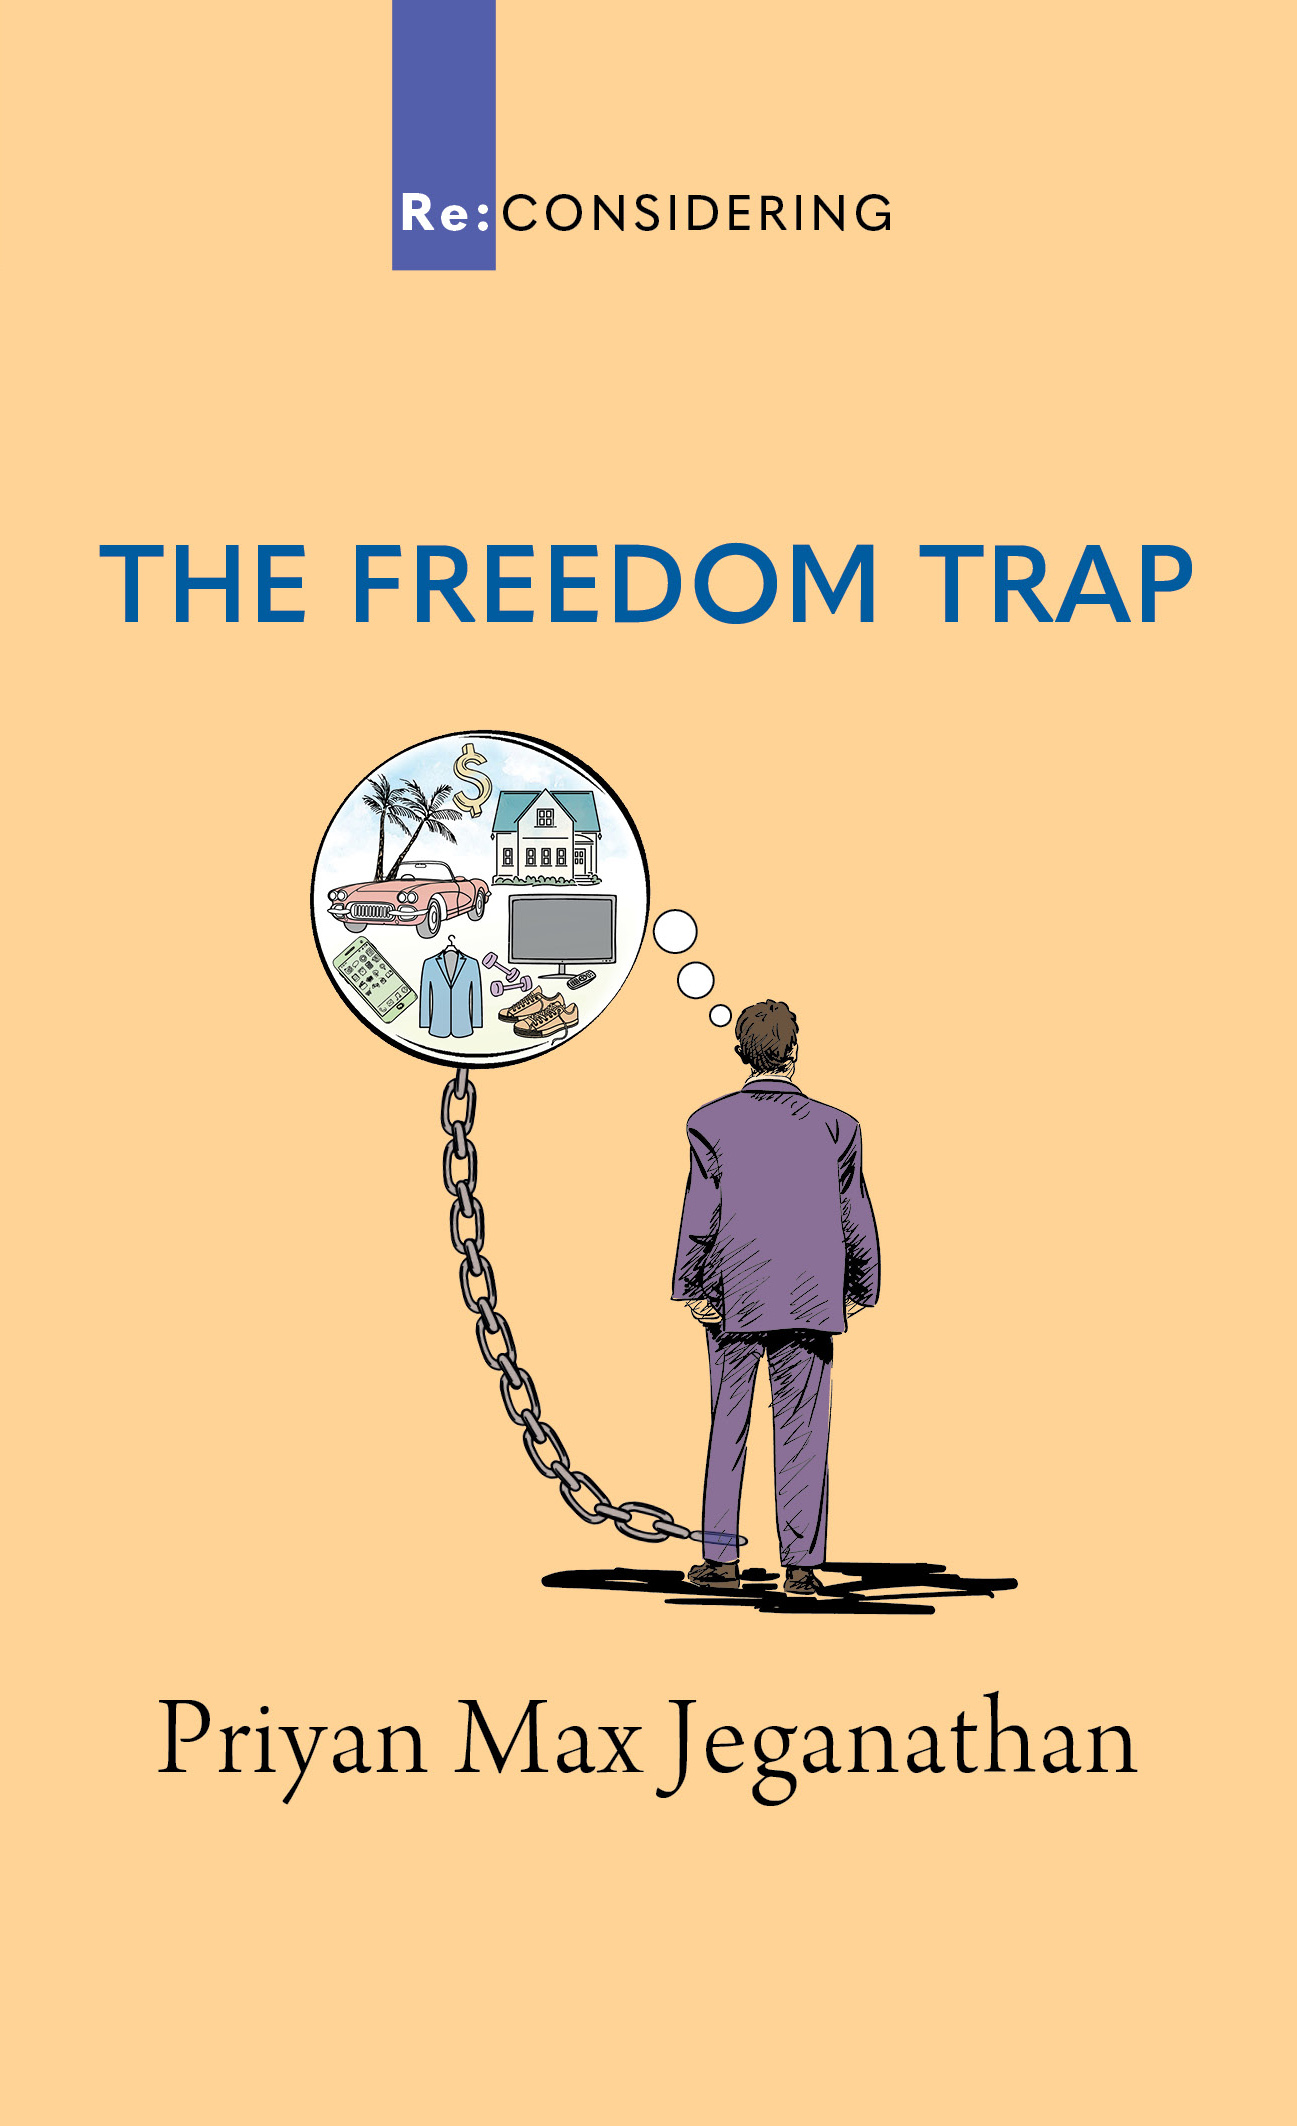 Re:CONSIDERING
THE FREEDOM TRAP
$
Priyan Max Jeganathan